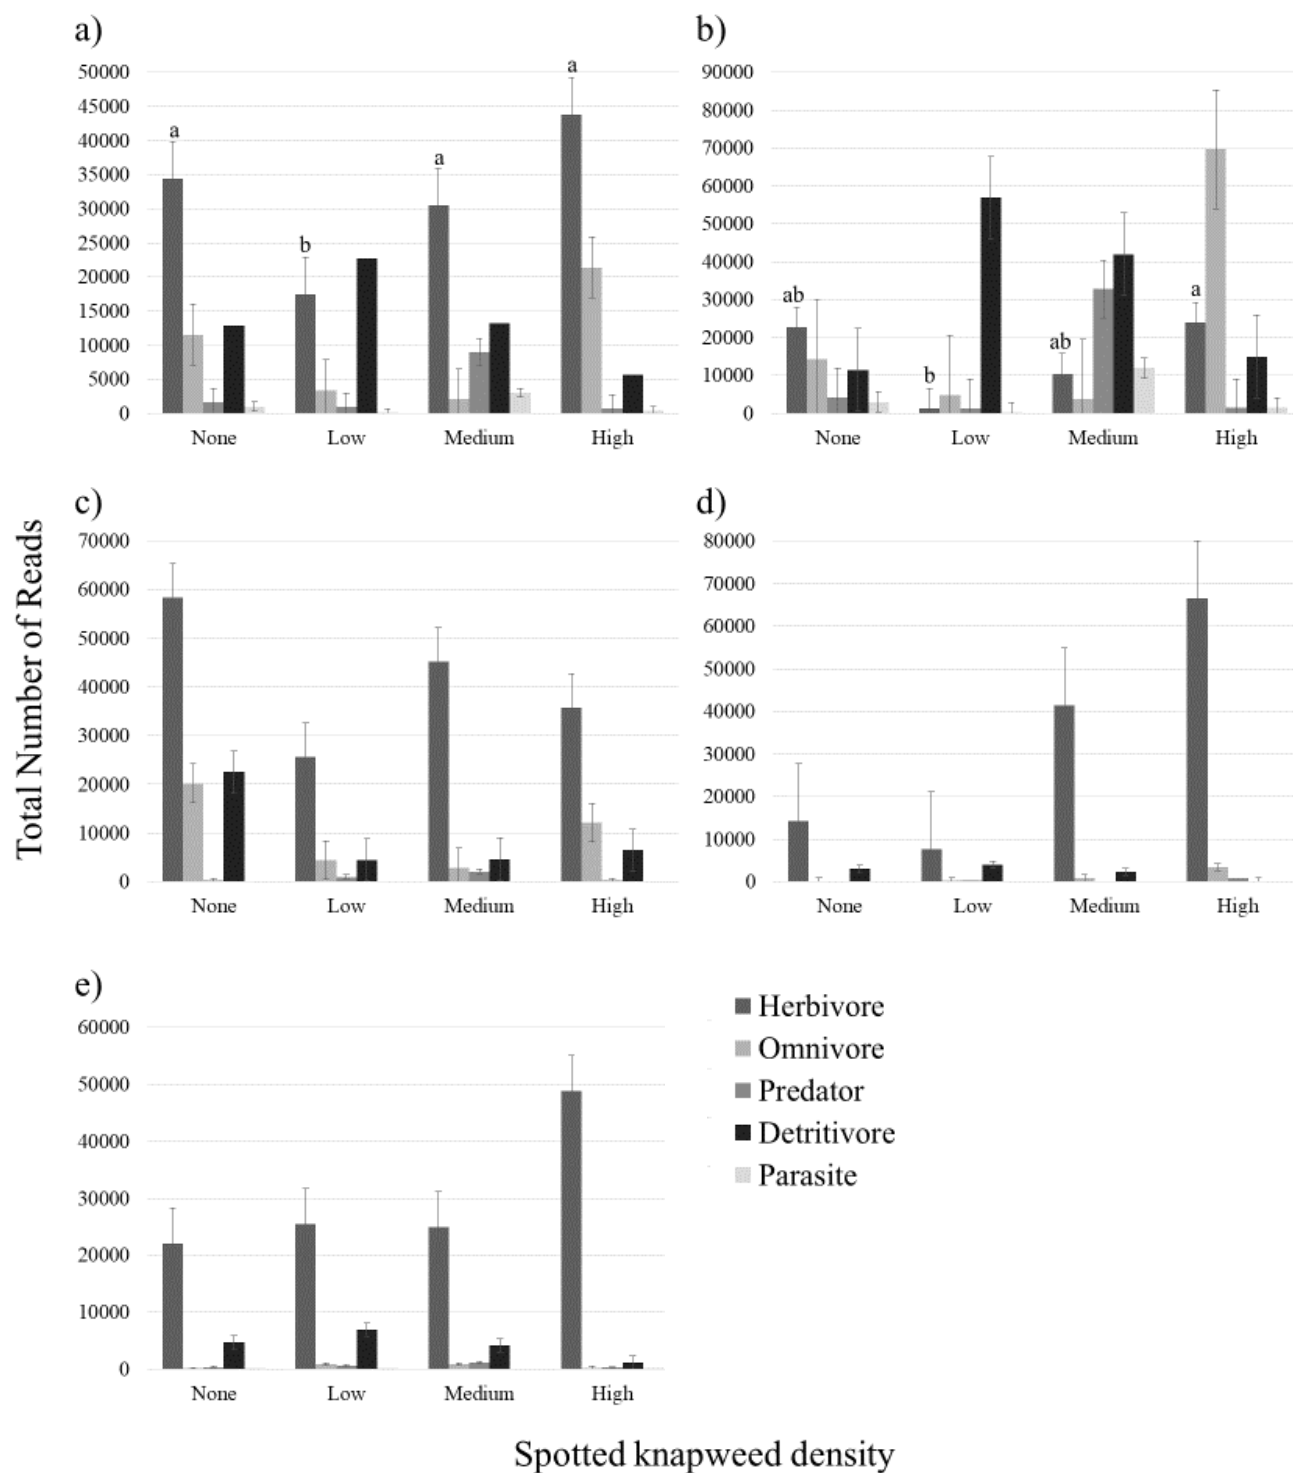 a)
50000
45000
40000
35000
30000
25000
20000
15000
10000
5000
0
a
b
a
a
None Low Medium High
b)
90000
80000
70000
60000
50000
40000
30000
20000
10000
0
ab
b
ab
a
None Low Medium High
Total Number of Reads
c)
70000
60000
50000
40000
30000
20000
10000
0
None Low Medium High
d)
80000
70000
60000
50000
40000
30000
20000
10000
0
None Low Medium High
e)
60000
50000
40000
30000
20000
10000
0
None Low Medium High
Herbivore
Omnivore
Predator
Detritivore
Parasite
Spotted knapweed density